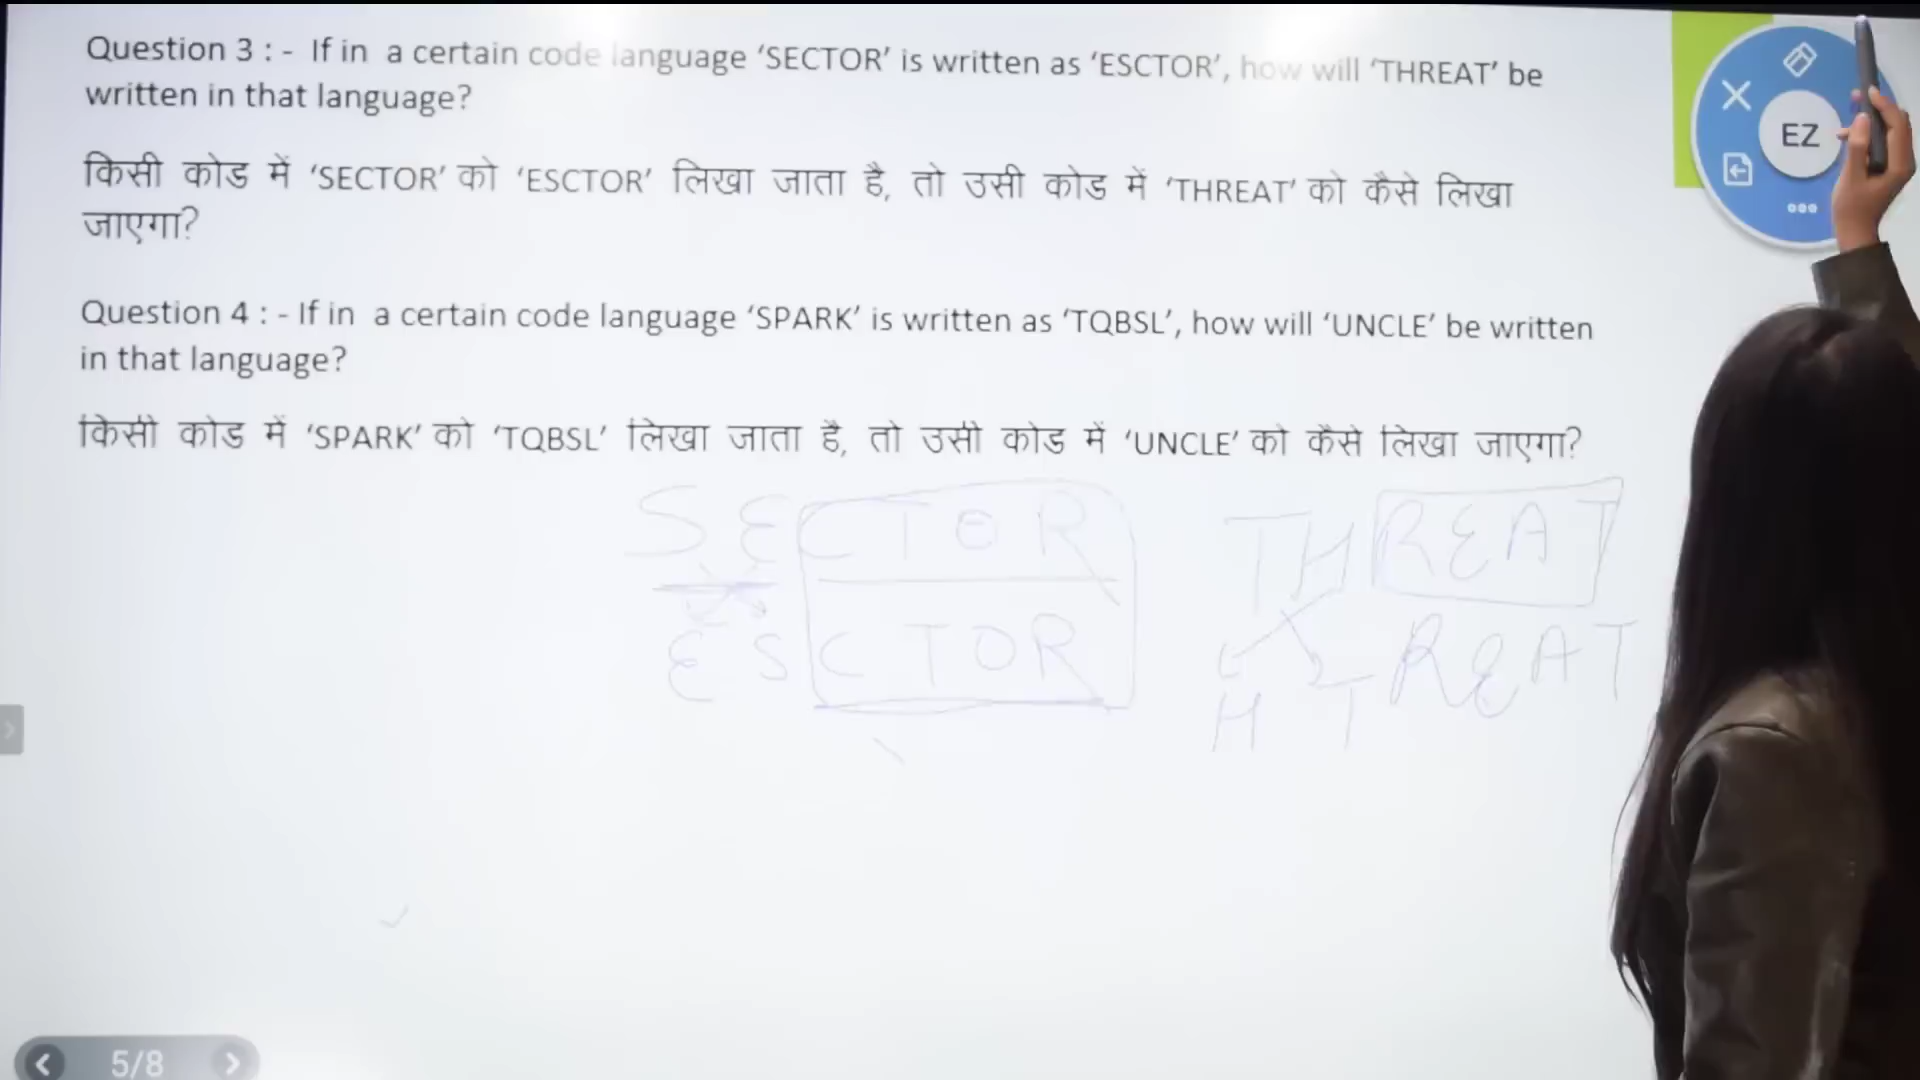 Question 3 : - If in a certain code language ‘SECTOR’ is written as ‘ESCTOR’, how will ‘THREAT’ be
written in that language?
किसी कोड में ‘SECTOR’ को ‘ESCTOR’ लिखा जाता है, तो उसी कोड में ‘THREAT’ को कैसे लिखा
जाएगा?
Question 4 : - If in a certain code language ‘SPARK’ is written as ‘TQBSL’, how will ‘UNCLE’ be written
in that language?
किसी कोड में ‘SPARK’ को ‘TQBSL’ लिखा जाता है, तो उसी कोड में ‘UNCLE’ को कैसे लिखा जाएगा?
SECTOR THREAT
ESCTOR HTREAT
EZ
5/8